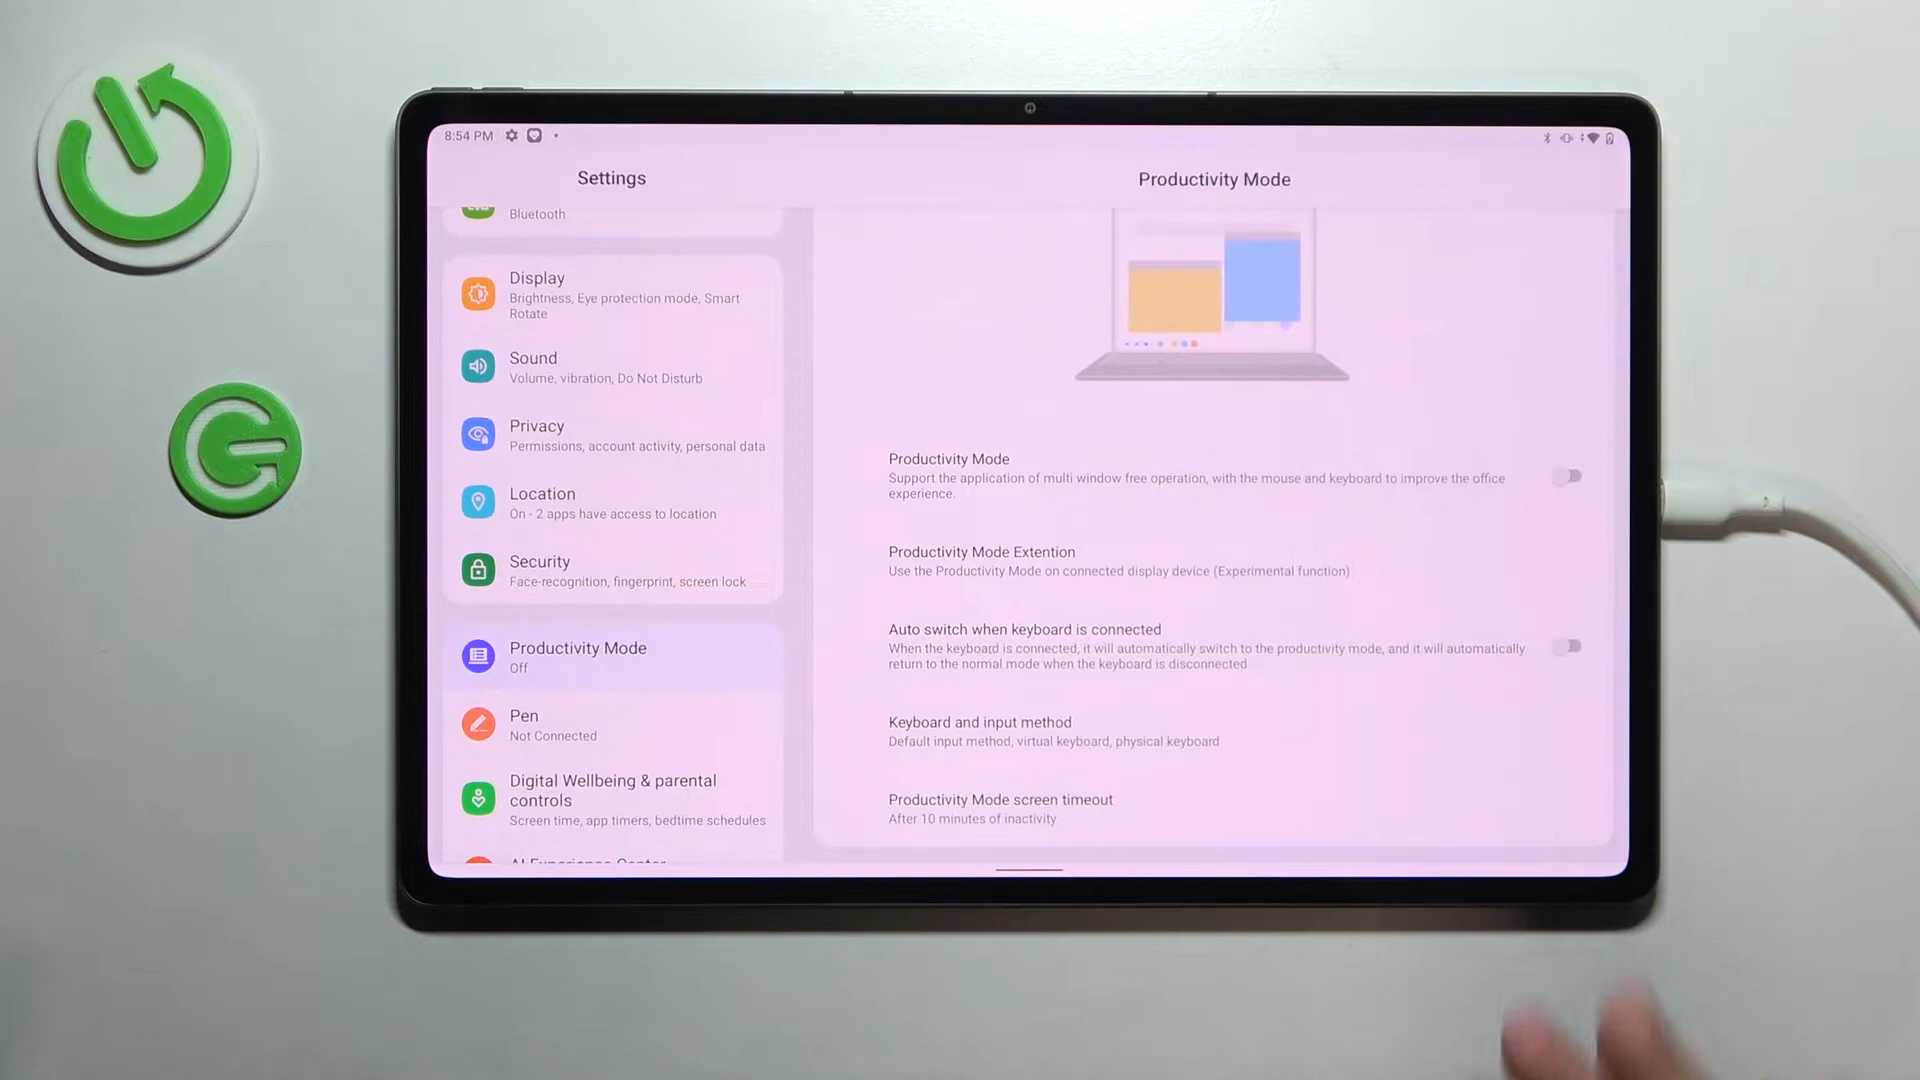 8:54 PM
Settings
Productivity Mode
Bluetooth
Display
Brightness, Eye protection mode, Smart
Rotate
Sound
Volume, vibration, Do Not Disturb
Privacy
Permissions, account activity, personal data
Location
On - 2 apps have access to location
Security
Face-recognition, fingerprint, screen lock
Productivity Mode
Off
Pen
Not Connected
Digital Wellbeing & parental
controls
Screen time, app timers, bedtime schedules
AI Experience Center
Productivity Mode
Support the application of multi window free operation, with the mouse and keyboard to improve the office
experience.
Productivity Mode Extention
Use the Productivity Mode on connected display device (Experimental function)
Auto switch when keyboard is connected
When the keyboard is connected, it will automatically switch to the productivity mode, and it will automatically
return to the normal mode when the keyboard is disconnected
Keyboard and input method
Default input method, virtual keyboard, physical keyboard
Productivity Mode screen timeout
After 10 minutes of inactivity